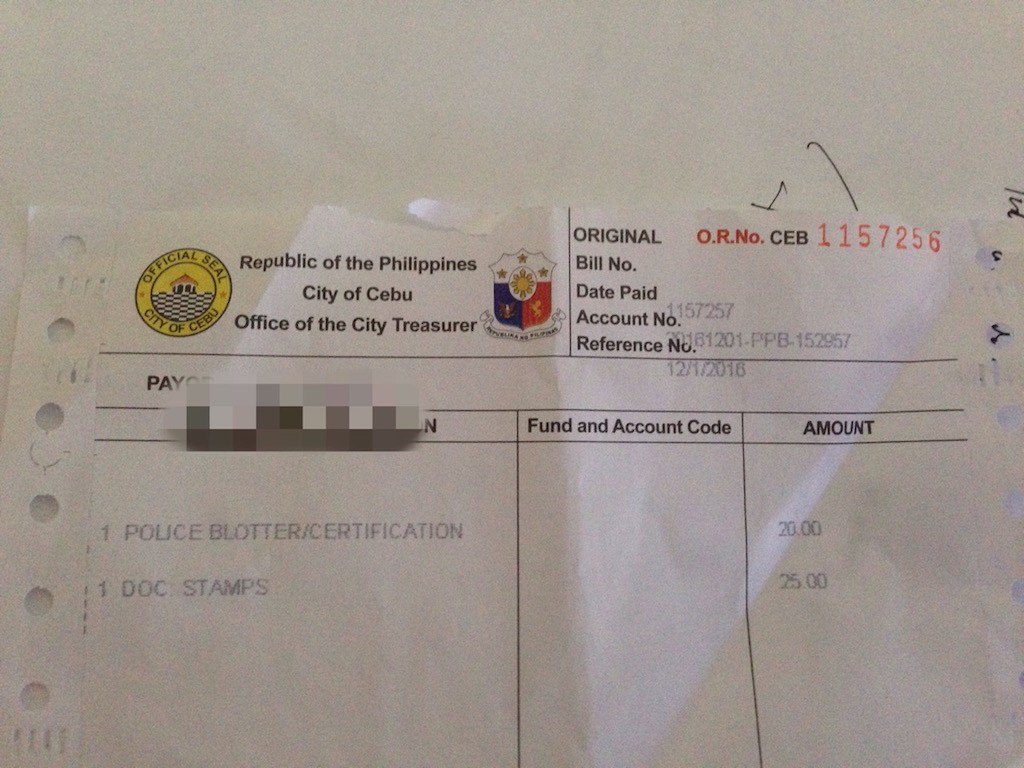 ORIGINAL O.R.No. CEB 1157256
OFFICIAL SEAL
CITY OF CEBU
Republic of the Philippines
City of Cebu
Office of the City Treasurer
Bill No.
Date Paid
1157257
Account No.
20161201-PPB-152957
Reference No.
12/1/2016
Fund and Account Code
AMOUNT
1 POLICE BLOTTER/CERTIFICATION 20.00
1 DOC. STAMPS 25.00